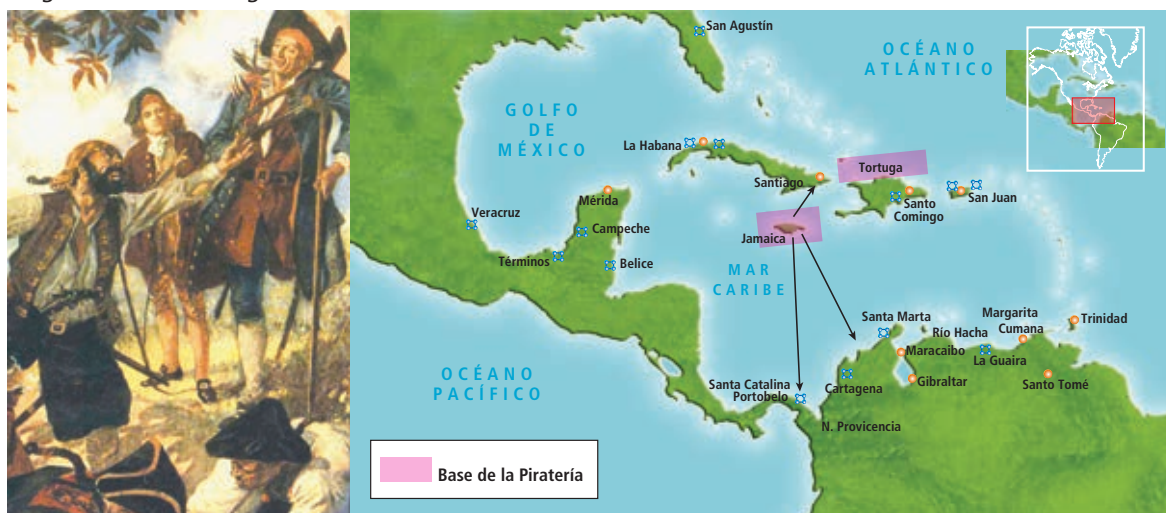 San Agustín
OCÉANO
ATLÁNTICO
GOLFO
DE
MÉXICO
La Habana
Tortuga
Santiago
Santo
Comingo
San Juan
Mérida
Veracruz
Campeche
Jamaica
Términos
Belice
MAR
CARIBE
Santa Marta
Río Hacha
Margarita
Cumana
Trinidad
Maracaibo
La Guaira
OCÉANO
PACÍFICO
Santa Catalina
Portobelo
Cartagena
Gibraltar
Santo Tomé
N. Provicencia
Base de la Piratería